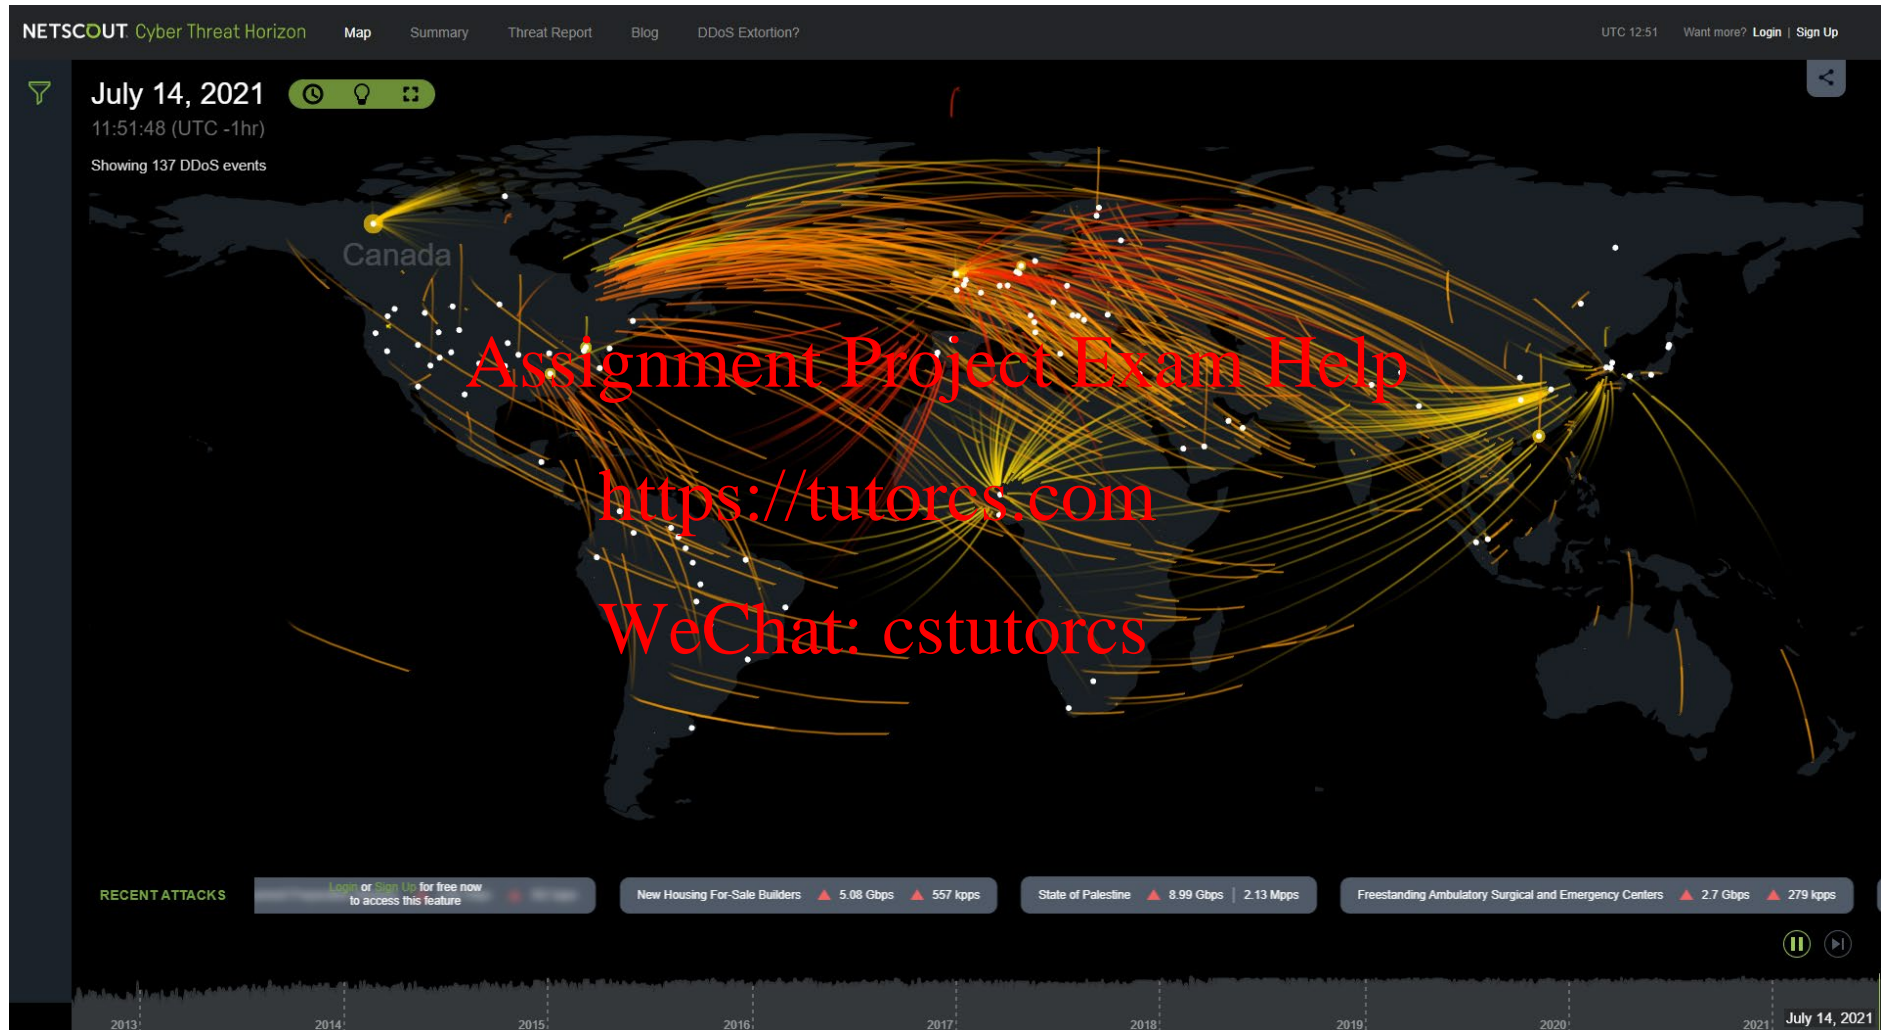 NETSCOUT. Cyber Threat Horizon Map Summary Threat Report Blog DDoS Extortion? UTC 12:51 Want more? Login | Sign Up
July 14, 2021
11:51:48 (UTC -1hr)
Showing 137 DDoS events
Canada
Assignment Project Exam Help
https://tutorcs.com
WeChat: cstutorcs
RECENT ATTACKS
Login or Sign Up for free now
to access this feature
New Housing For-Sale Builders 5.08 Gbps 557 kpps
State of Palestine 8.99 Gbps | 2.13 Mpps
Freestanding Ambulatory Surgical and Emergency Centers 2.7 Gbps 279 kpps
2013 2014 2015 2016 2017 2018 2019 2020 2021 July 14, 2021